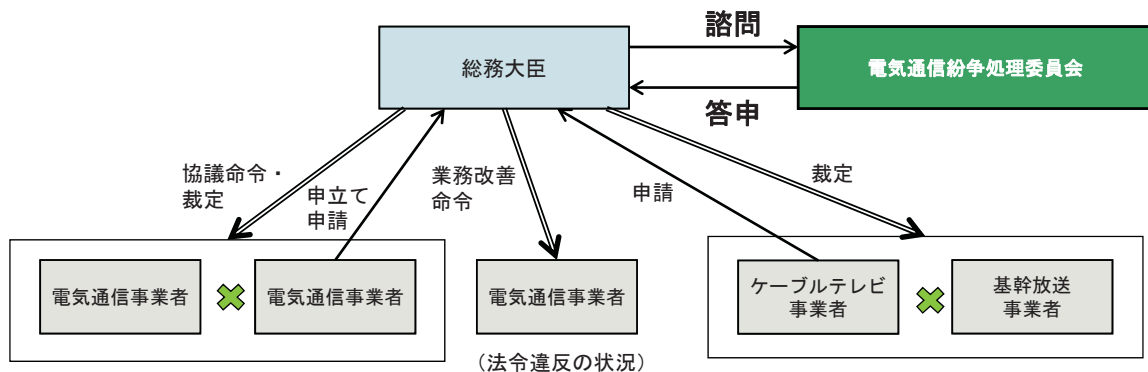 諮問
総務大臣
電気通信紛争処理委員会
答申
協議命令・
裁定
申立て
申請
業務改善
命令
申請
裁定
電気通信事業者
電気通信事業者
電気通信事業者
ケーブルテレビ
事業者
基幹放送
事業者
(法令違反の状況)